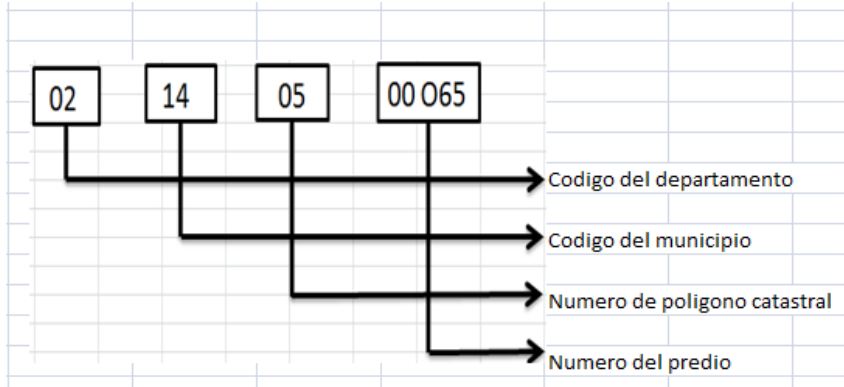 02 14 05 00 O65
Codigo del departamento
Codigo del municipio
Numero de poligono catastral
Numero del predio